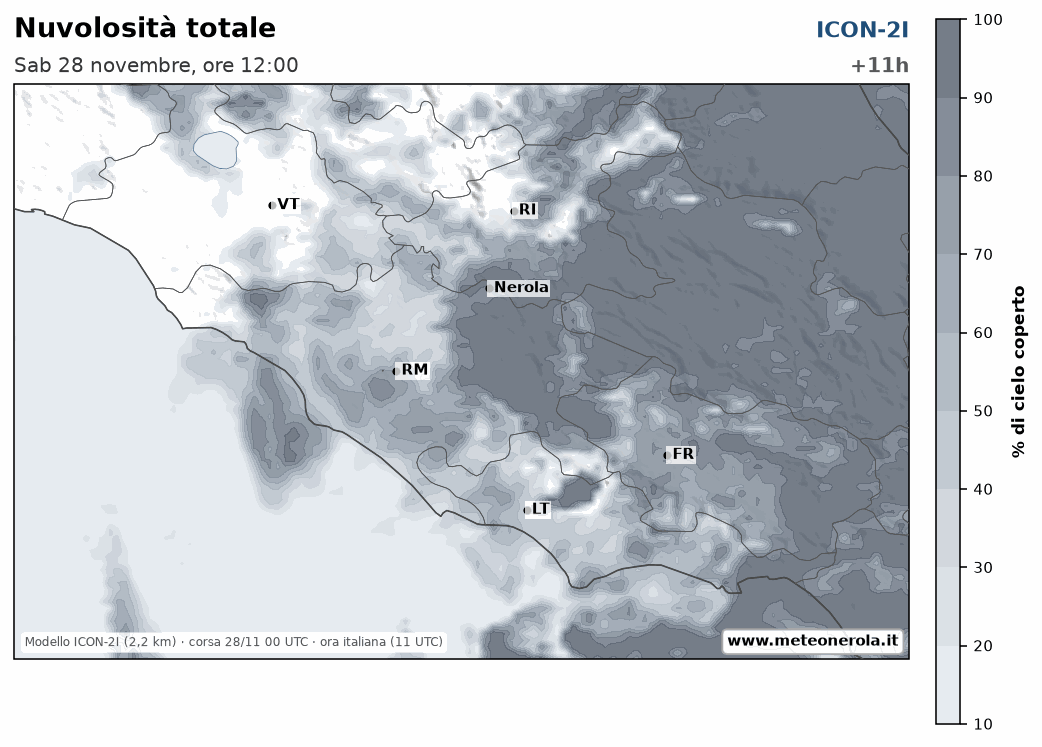 Nuvolosità totale
ICON-2I
Sab 28 novembre, ore 12:00
+11h
100
90
80
70
60
50
40
30
20
10
% di cielo coperto
VT
RI
Nerola
RM
FR
LT
Modello ICON-2I (2,2 km) · corsa 28/11 00 UTC · ora italiana (11 UTC)
www.meteonerola.it